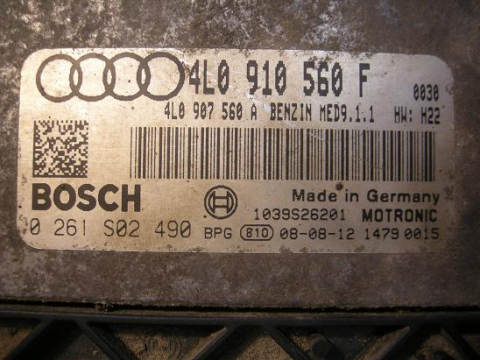 4L0 910 560 F 0030
4L0 907 560 A BENZIN MED9.1.1 HW: H22
BOSCH Made in Germany
1039S26201 MOTRONIC
0 261 S02 490 BPG 810 08-08-12 1479 0015